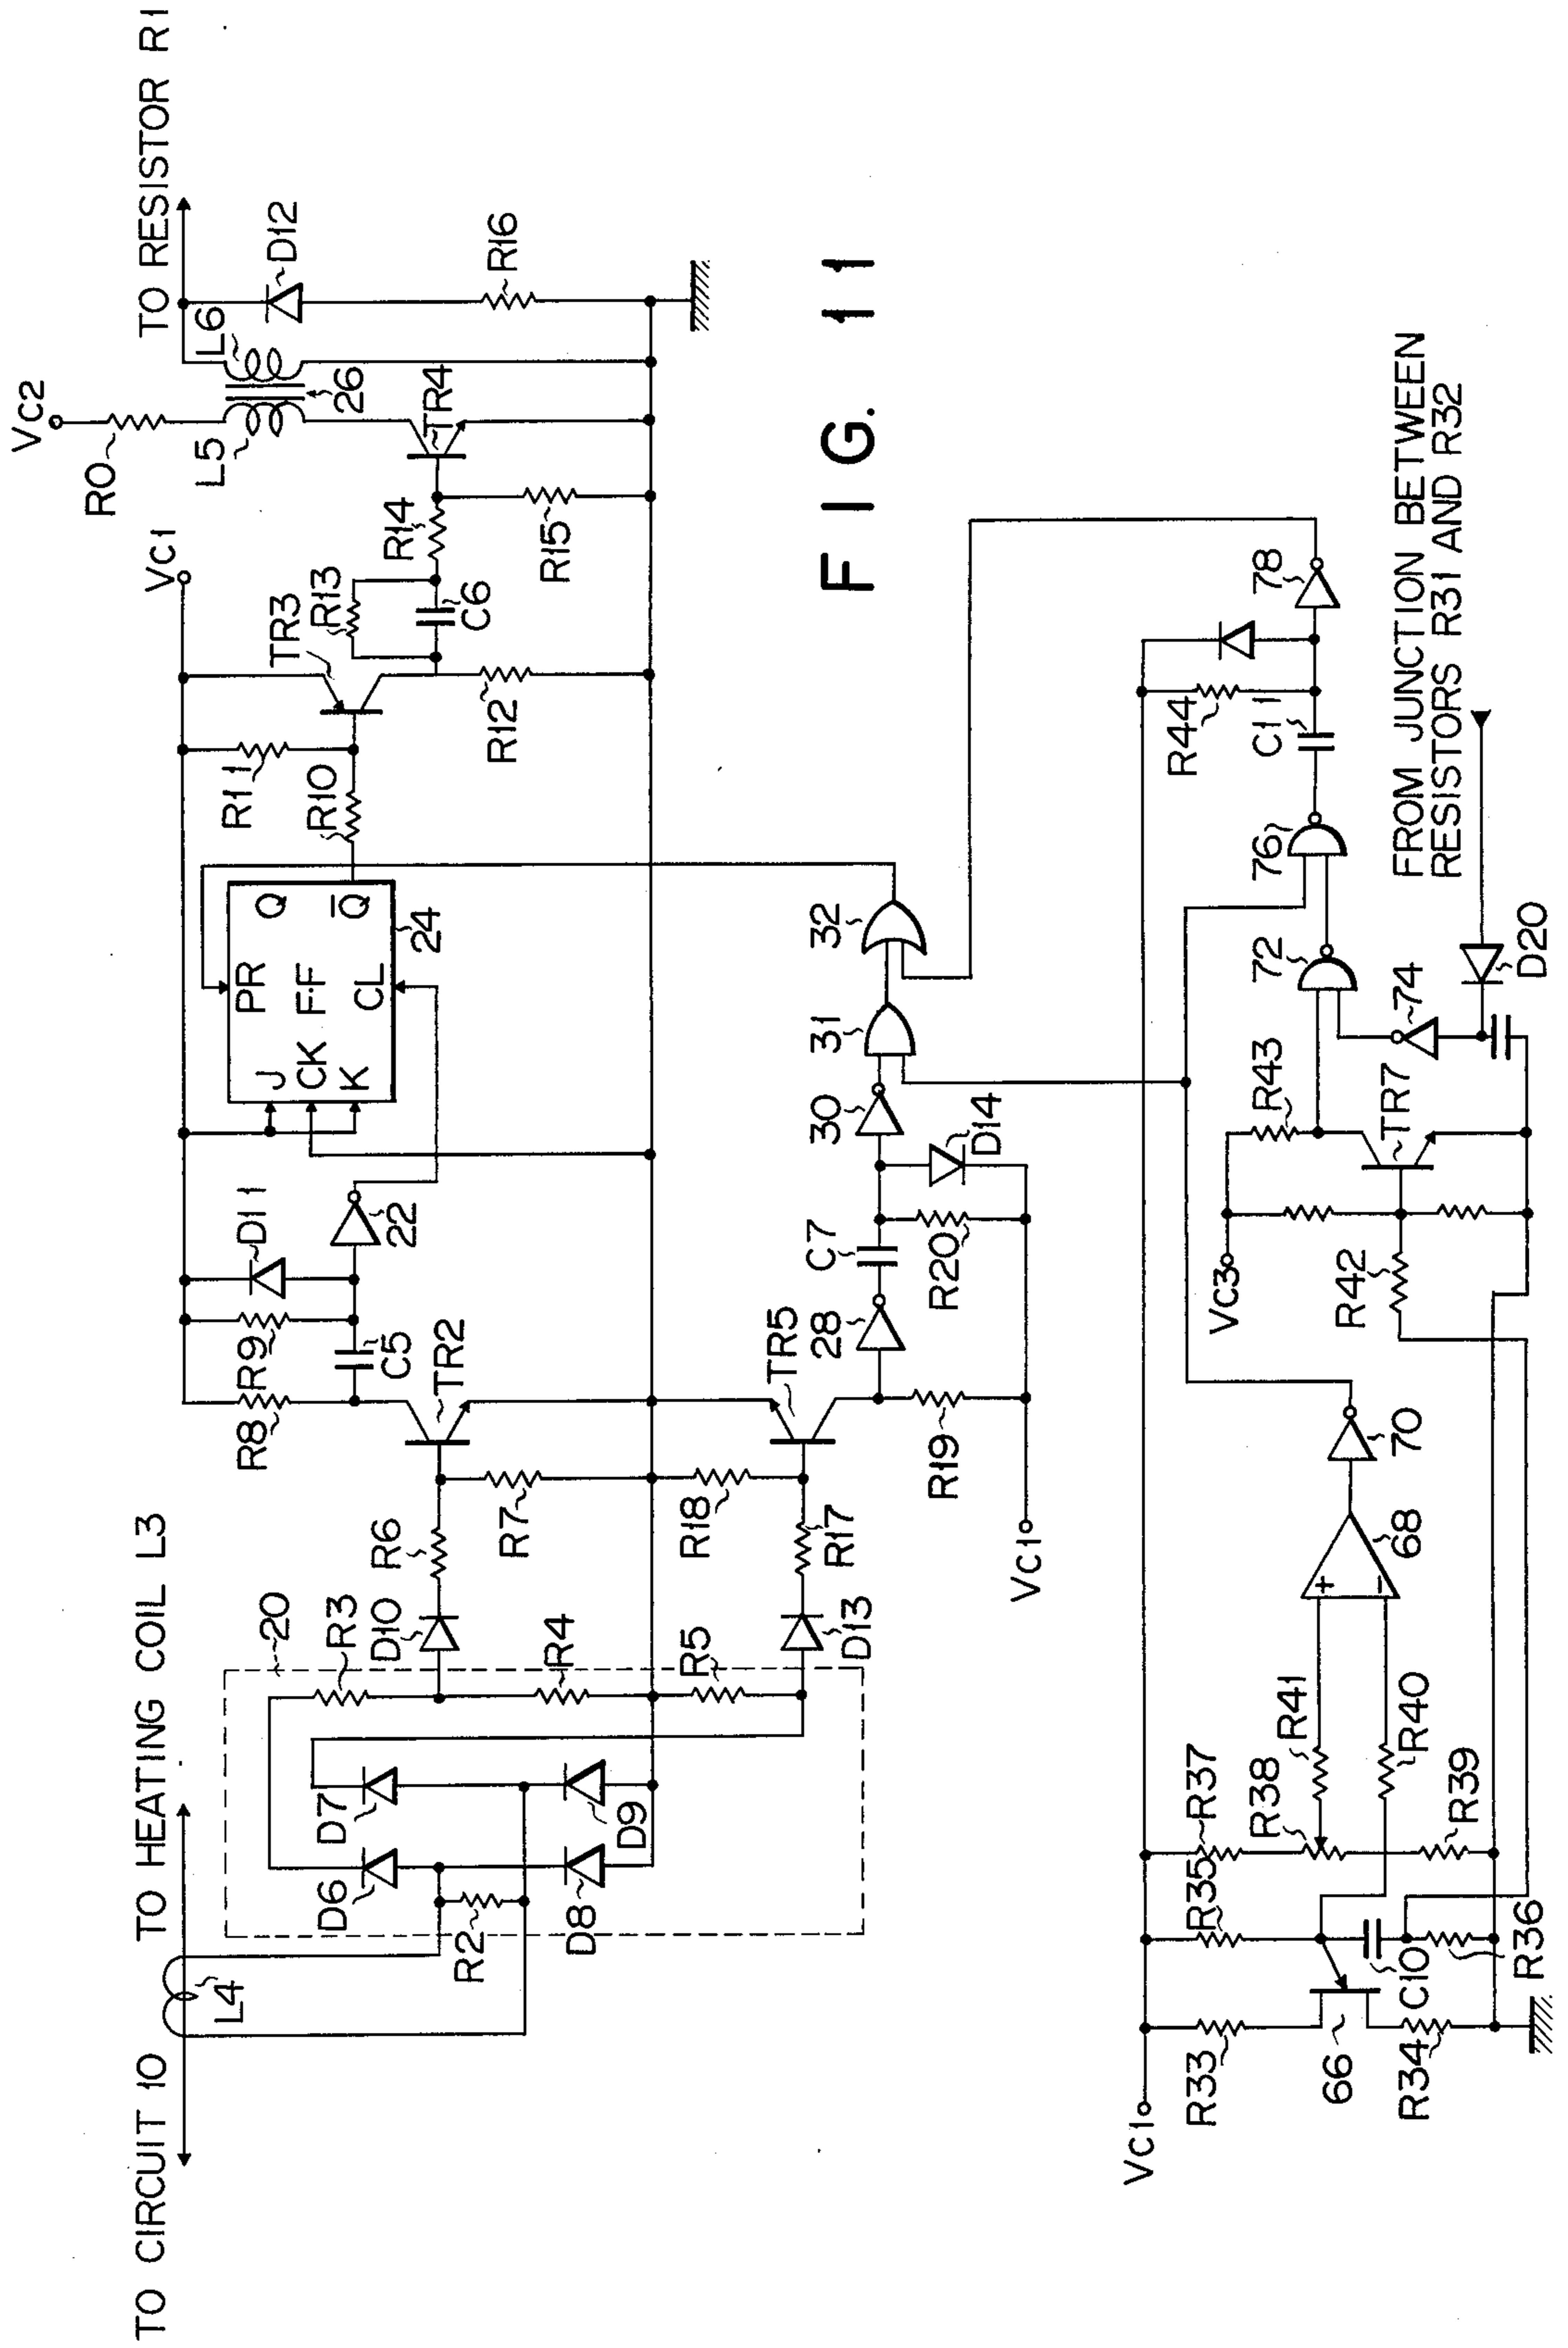 TO CIRCUIT 10
TO HEATING COIL L3
L4
20
D6
D7
R2
D8
D9
R3
R4
R5
D10
D13
R6
R7
R18
R17
R8
R9
D11
C5
TR2
TR5
22
R19
28
C7
R20
D14
30
31
32
Vc1
J
CK
K
PR
F·F
CL
Q
Q̅
24
R10
R11
TR3
R12
R13
C6
R14
R15
TR4
Vc1
Vc2
R0
L5
L6
26
D12
R16
TO RESISTOR R1
FIG. 11
Vc1
R33
66
R34
R35
C10
R36
R37
R38
R39
R41
R40
+
−
68
70
Vc3
R42
R43
TR7
72
74
D20
76
C11
R44
78
FROM JUNCTION BETWEEN
RESISTORS R31 AND R32